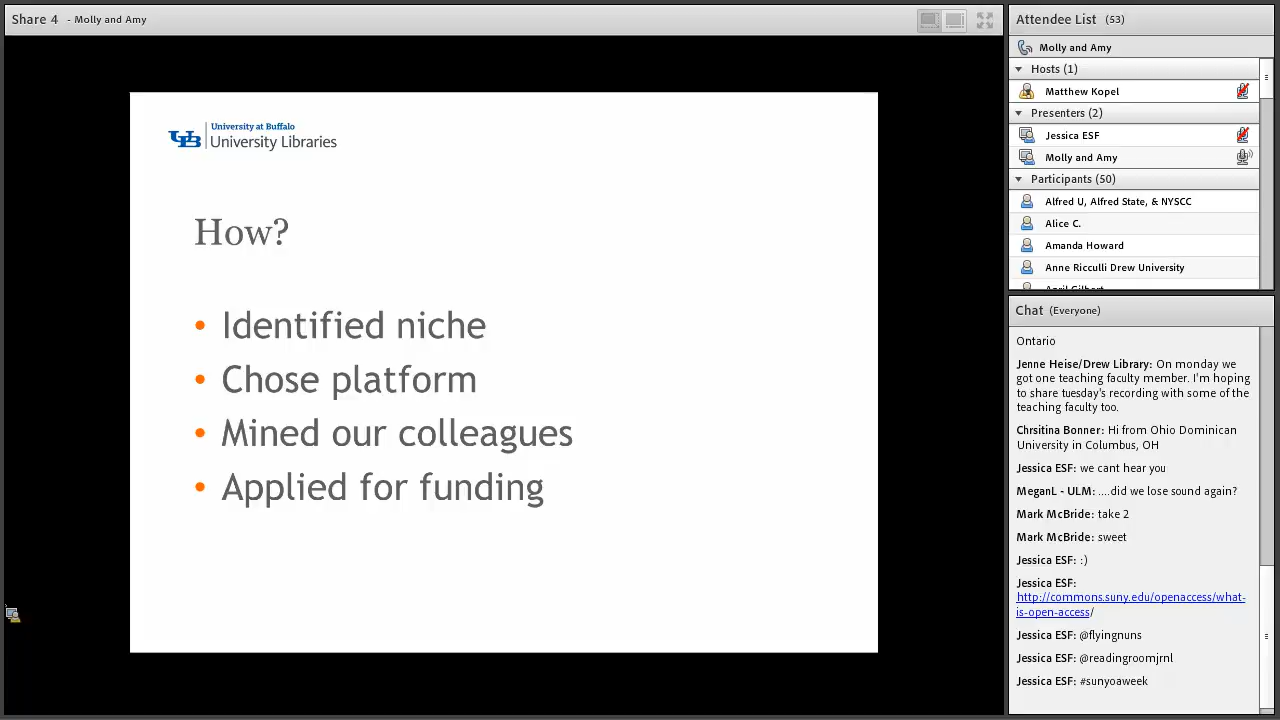 Share 4 - Molly and Amy
University at Buffalo
UB University Libraries
How?
• Identified niche
• Chose platform
• Mined our colleagues
• Applied for funding
Attendee List (53)
Molly and Amy
Hosts (1)
Matthew Kopel
Presenters (2)
Jessica ESF
Molly and Amy
Participants (50)
Alfred U, Alfred State, & NYSCC
Alice C.
Amanda Howard
Anne Ricculli Drew University
April Gilbert
Chat (Everyone)
Ontario
Jenne Heise/Drew Library: On monday we
got one teaching faculty member. I'm hoping
to share tuesday's recording with some of the
teaching faculty too.
Chrsitina Bonner: Hi from Ohio Dominican
University in Columbus, OH
Jessica ESF: we cant hear you
MeganL - ULM: ....did we lose sound again?
Mark McBride: take 2
Mark McBride: sweet
Jessica ESF: :)
Jessica ESF:
http://commons.suny.edu/openaccess/what-
is-open-access/
Jessica ESF: @flyingnuns
Jessica ESF: @readingroomjrnl
Jessica ESF: #sunyoaweek